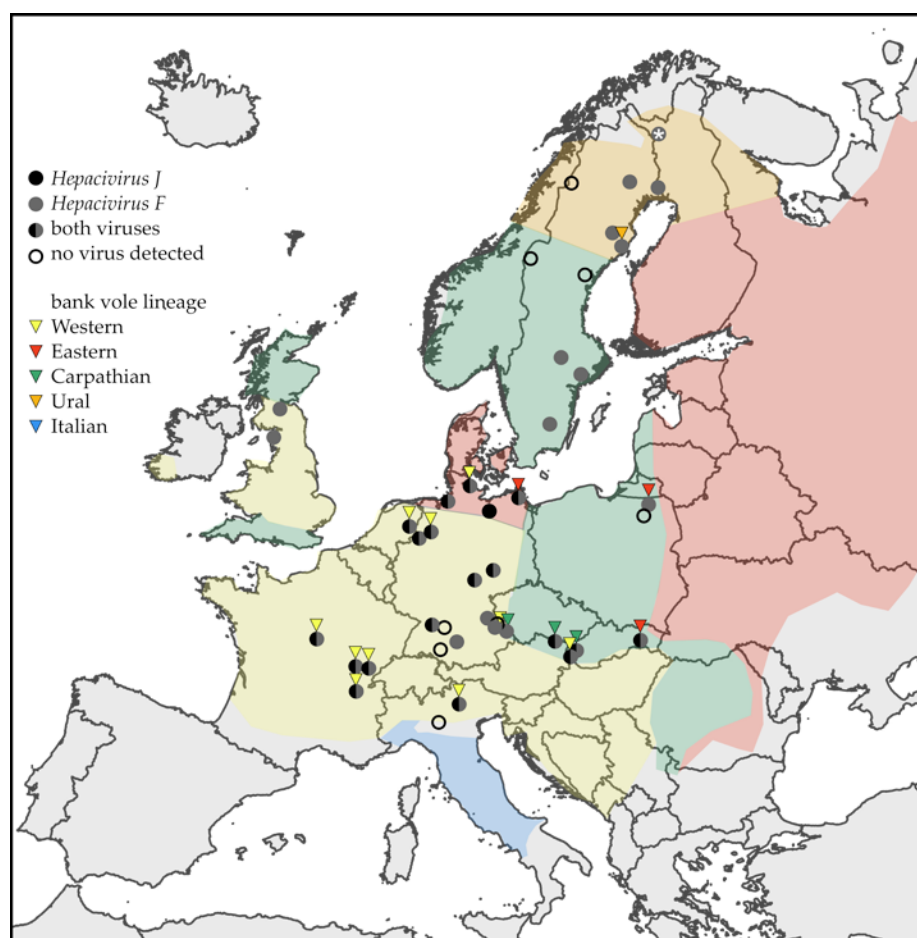 Hepacivirus J
Hepacivirus F
both viruses
no virus detected
bank vole lineage
Western
Eastern
Carpathian
Ural
Italian